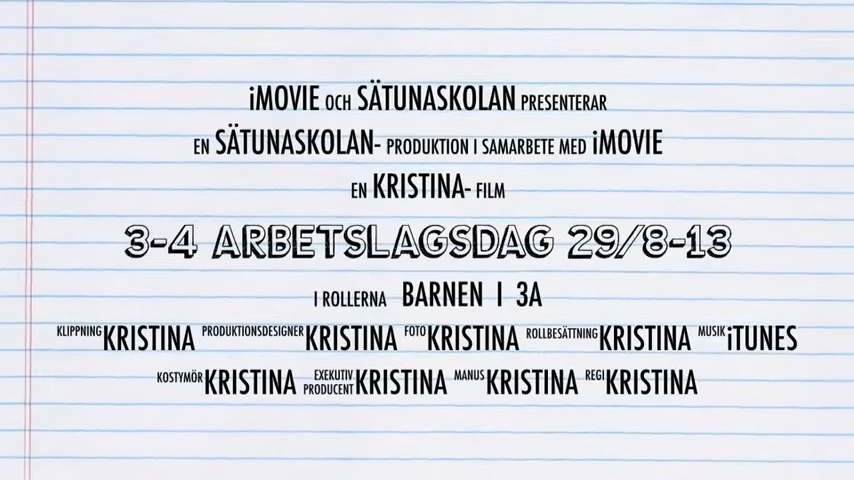 iMOVIE OCH SÄTUNASKOLAN PRESENTERAR
EN SÄTUNASKOLAN- PRODUKTION I SAMARBETE MED iMOVIE
EN KRISTINA- FILM
3-4 ARBETSLAGSDAG 29/8-13
I ROLLERNA BARNEN I 3A
KLIPPNING KRISTINA PRODUKTIONSDESIGNER KRISTINA FOTO KRISTINA ROLLBESÄTTNING KRISTINA MUSIK iTUNES
KOSTYMÖR KRISTINA EXEKUTIV PRODUCENT KRISTINA MANUS KRISTINA REGI KRISTINA